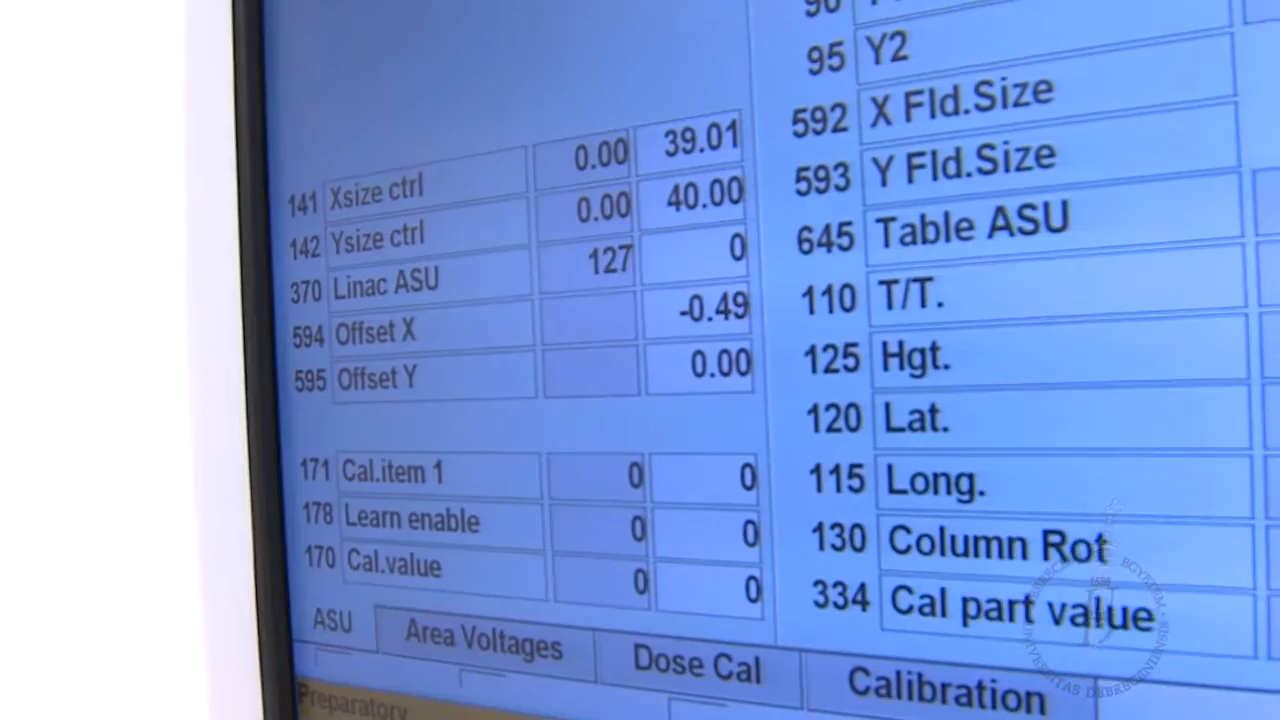 141 Xsize ctrl 0.00 39.01
142 Ysize ctrl 0.00 40.00
370 Linac ASU 127 0
594 Offset X -0.49
595 Offset Y 0.00
171 Cal.item 1 0 0
178 Learn enable 0 0
170 Cal.value 0 0
90
95 Y2
592 X Fld.Size
593 Y Fld.Size
645 Table ASU
110 T/T.
125 Hgt.
120 Lat.
115 Long.
130 Column Rot
334 Cal part value
ASU Area Voltages Dose Cal Calibration
Preparatory